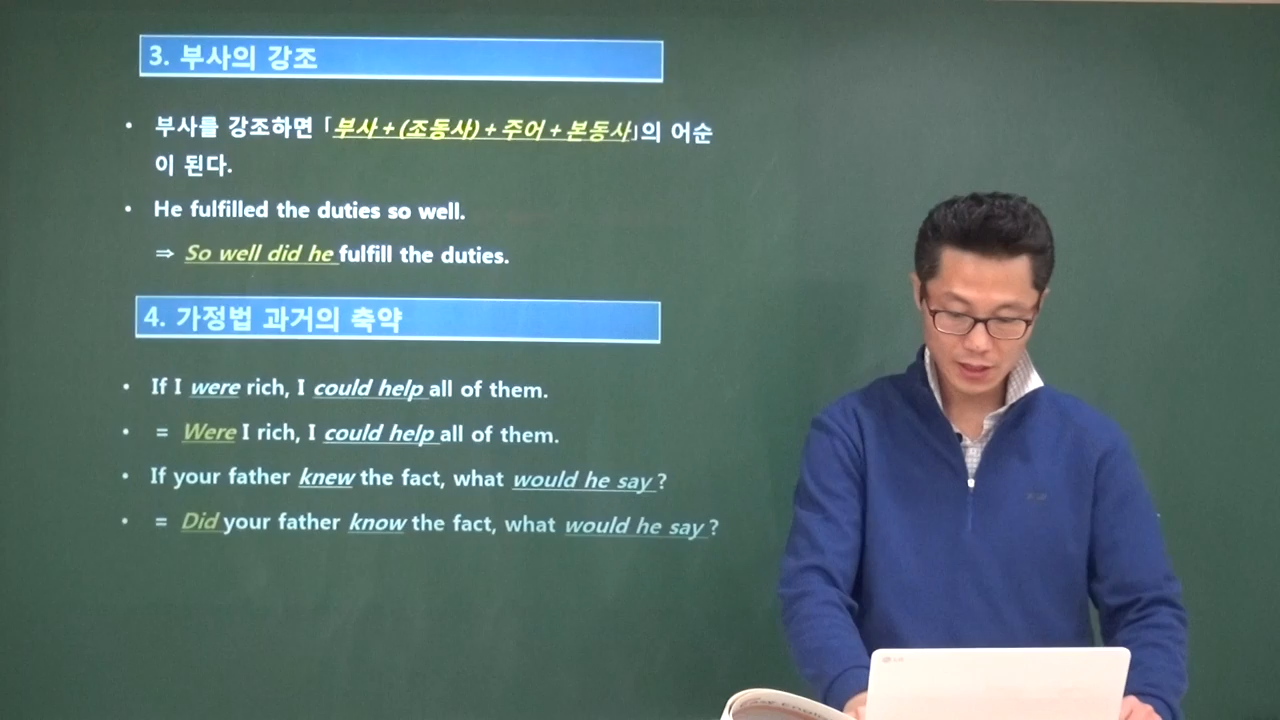 3. 부사의 강조
• 부사를 강조하면 「부사 + (조동사) + 주어 + 본동사」의 어순
이 된다.
• He fulfilled the duties so well.
⇒ So well did he fulfill the duties.
4. 가정법 과거의 축약
• If I were rich, I could help all of them.
• = Were I rich, I could help all of them.
• If your father knew the fact, what would he say ?
• = Did your father know the fact, what would he say ?
LG